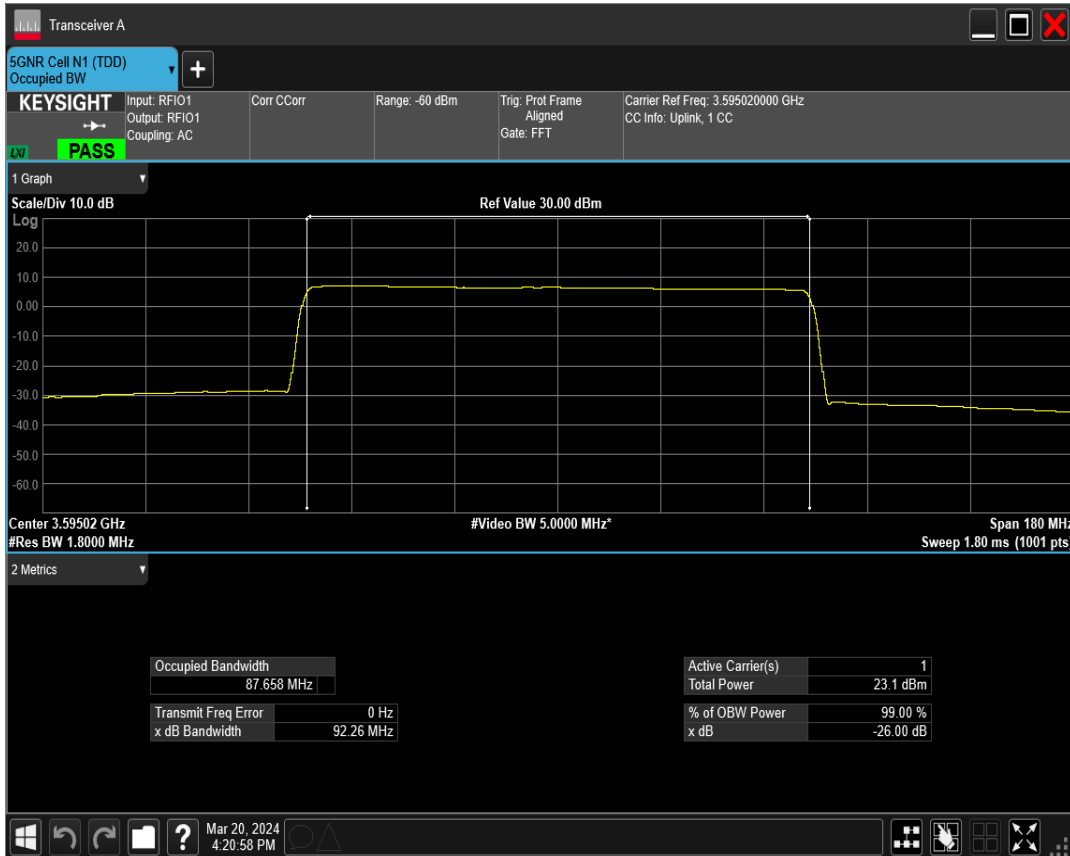 Transceiver A
5GNR Cell N1 (TDD)
Occupied BW
+
KEYSIGHT
LXI
PASS
Input: RFIO1
Output: RFIO1
Coupling: AC
Corr CCorr
Range: -60 dBm
Trig: Prot Frame
Aligned
Gate: FFT
Carrier Ref Freq: 3.595020000 GHz
CC Info: Uplink, 1 CC
1 Graph
Scale/Div 10.0 dB
Ref Value 30.00 dBm
Log
20.0
10.0
0.00
-10.0
-20.0
-30.0
-40.0
-50.0
-60.0
Center 3.59502 GHz
#Video BW 5.0000 MHz*
Span 180 MHz
#Res BW 1.8000 MHz
Sweep 1.80 ms (1001 pts)
2 Metrics
Occupied Bandwidth
87.658 MHz
Transmit Freq Error 0 Hz
x dB Bandwidth 92.26 MHz
Active Carrier(s) 1
Total Power 23.1 dBm
% of OBW Power 99.00 %
x dB -26.00 dB
?
Mar 20, 2024
4:20:58 PM